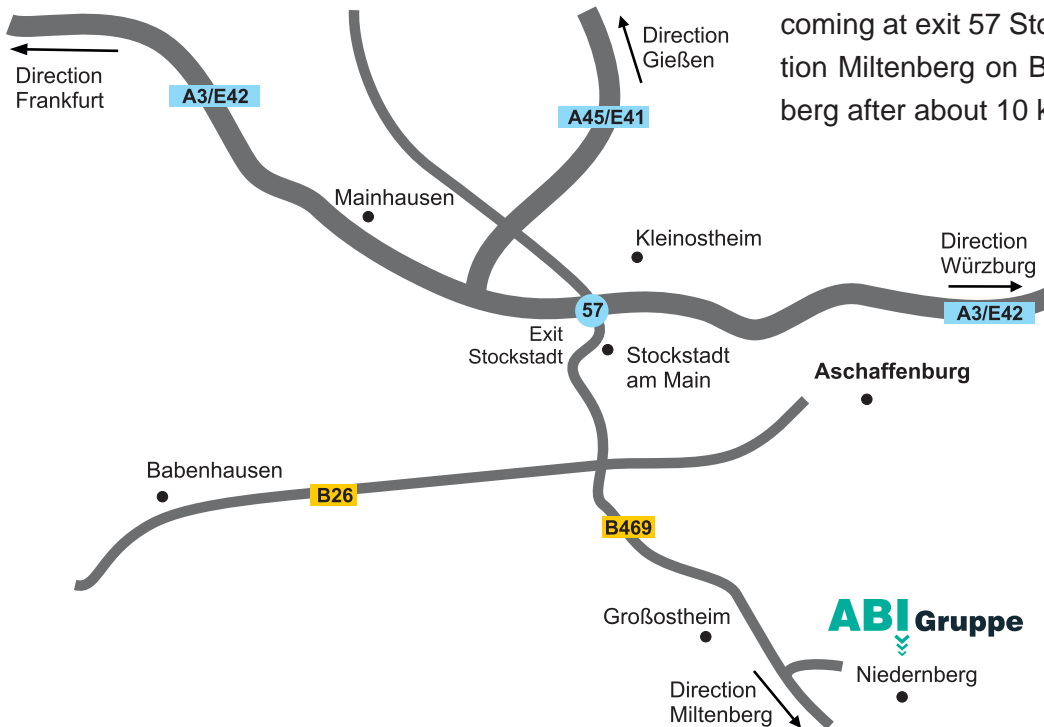 coming at exit 57 Sto
tion Miltenberg on B
berg after about 10 k
Direction
Gießen
Direction
Frankfurt
A3/E42
A45/E41
Mainhausen
Kleinostheim
Direction
Würzburg
A3/E42
57
Exit
Stockstadt
Stockstadt
am Main
Aschaffenburg
Babenhausen
B26
B469
Großostheim
ABI Gruppe
Niedernberg
Direction
Miltenberg